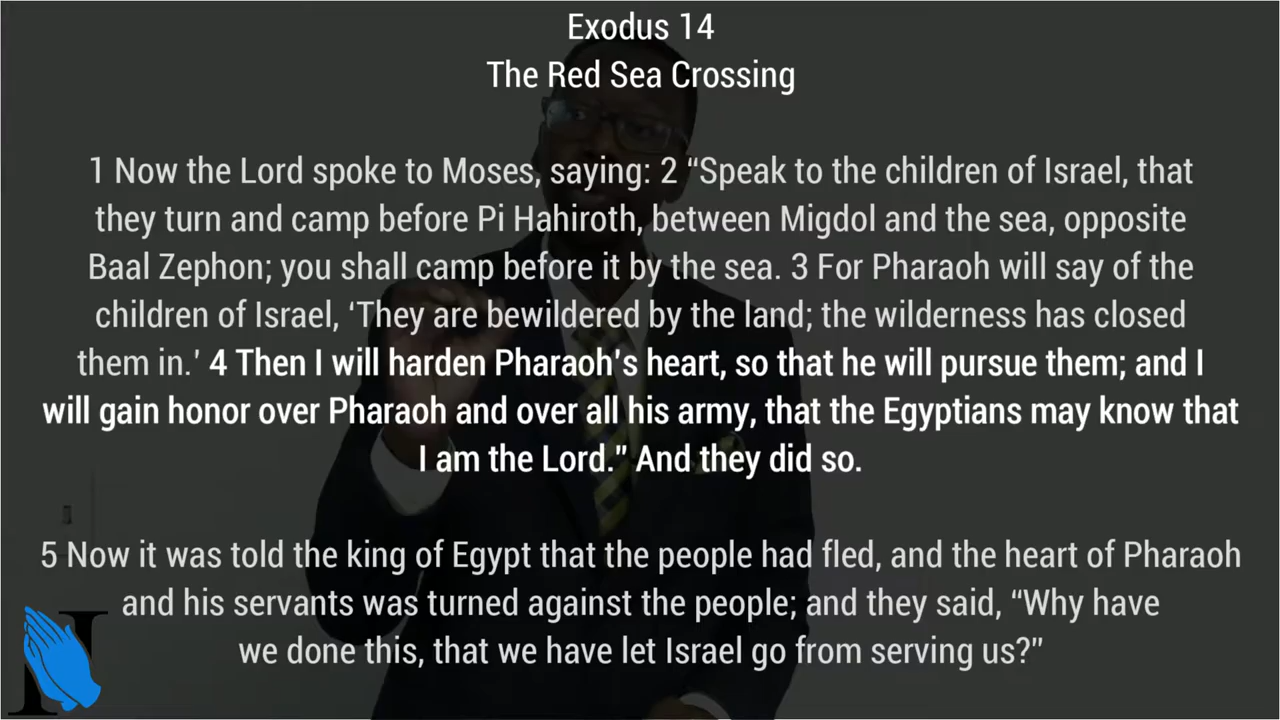 Exodus 14
The Red Sea Crossing
1 Now the Lord spoke to Moses, saying: 2 “Speak to the children of Israel, that
they turn and camp before Pi Hahiroth, between Migdol and the sea, opposite
Baal Zephon; you shall camp before it by the sea. 3 For Pharaoh will say of the
children of Israel, ‘They are bewildered by the land; the wilderness has closed
them in.’ 4 Then I will harden Pharaoh’s heart, so that he will pursue them; and I
will gain honor over Pharaoh and over all his army, that the Egyptians may know that
I am the Lord.” And they did so.
5 Now it was told the king of Egypt that the people had fled, and the heart of Pharaoh
and his servants was turned against the people; and they said, “Why have
we done this, that we have let Israel go from serving us?”
N